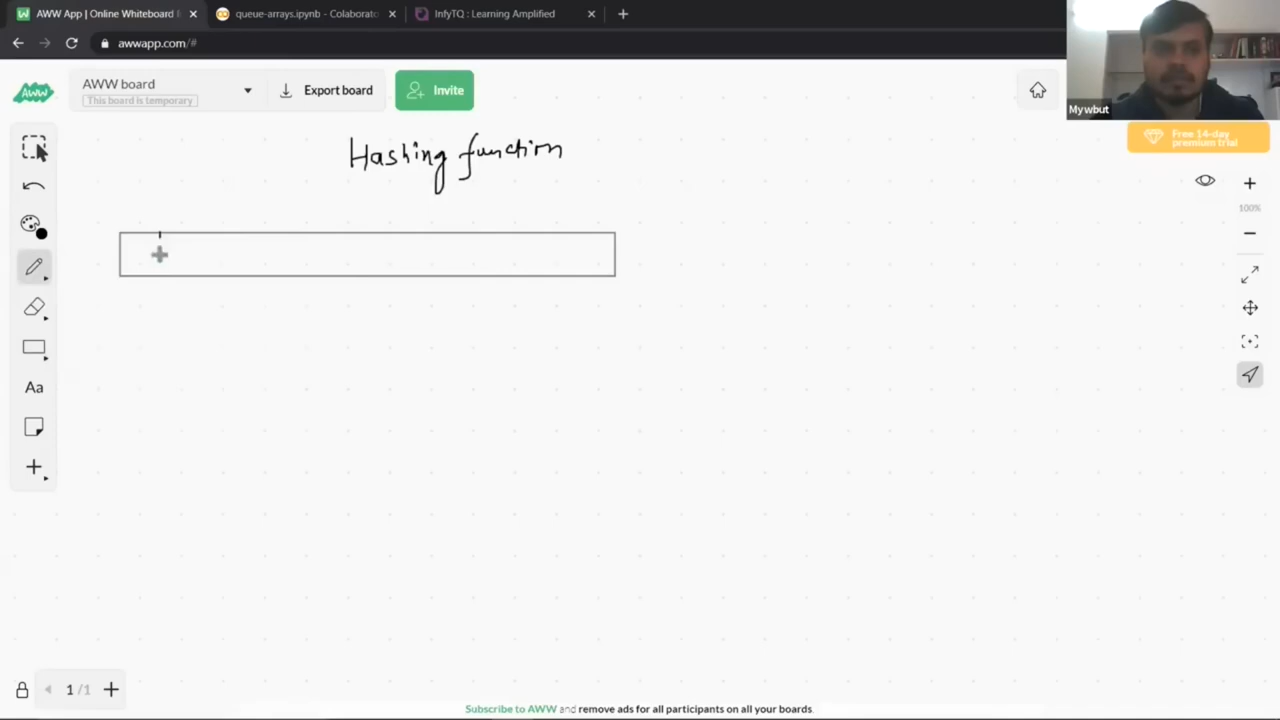 AWW App | Online Whiteboard f
queue-arrays.ipynb - Colaborato
InfyTQ : Learning Amplified
awwapp.com/#
AWW
AWW board
This board is temporary
Export board
Invite
Mywbut
Free 14-day
premium trial
Hashing function
100%
Aa
1/1
Subscribe to AWW and remove ads for all participants on all your boards.